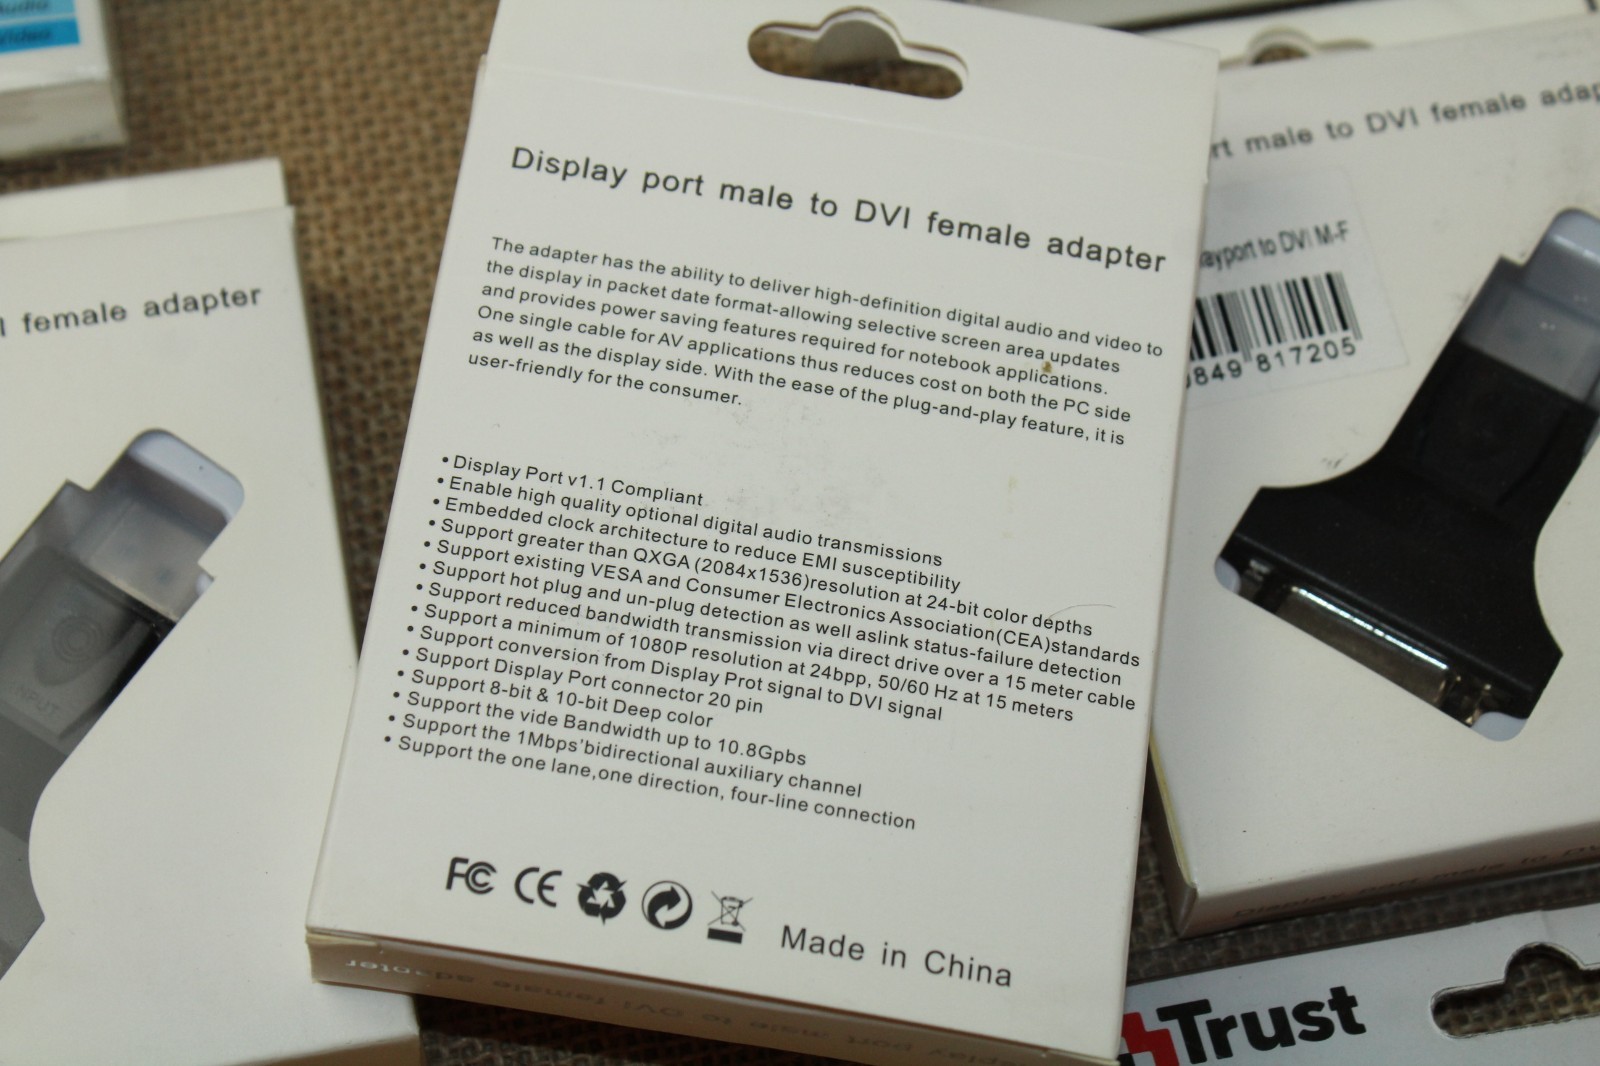 Audio
Video
Display port male to DVI female adapter
The adapter has the ability to deliver high-definition digital audio and video to
the display in packet date format-allowing selective screen area updates
and provides power saving features required for notebook applications.
One single cable for AV applications thus reduces cost on both the PC side
as well as the display side. With the ease of the plug-and-play feature, it is
user-friendly for the consumer.
• Display Port v1.1 Compliant
• Enable high quality optional digital audio transmissions
• Embedded clock architecture to reduce EMI susceptibility
• Support greater than QXGA (2084x1536)resolution at 24-bit color depths
• Support existing VESA and Consumer Electronics Association(CEA)standards
• Support hot plug and un-plug detection as well aslink status-failure detection
• Support reduced bandwidth transmission via direct drive over a 15 meter cable
• Support a minimum of 1080P resolution at 24bpp, 50/60 Hz at 15 meters
• Support conversion from Display Prot signal to DVI signal
• Support Display Port connector 20 pin
• Support 8-bit & 10-bit Deep color
• Support the vide Bandwidth up to 10.8Gpbs
• Support the 1Mbps'bidirectional auxiliary channel
• Support the one lane,one direction, four-line connection
FC CE
Made in China
female adapter
INPUT
male to DVI female
to DVI M-F
849 817205
Trust